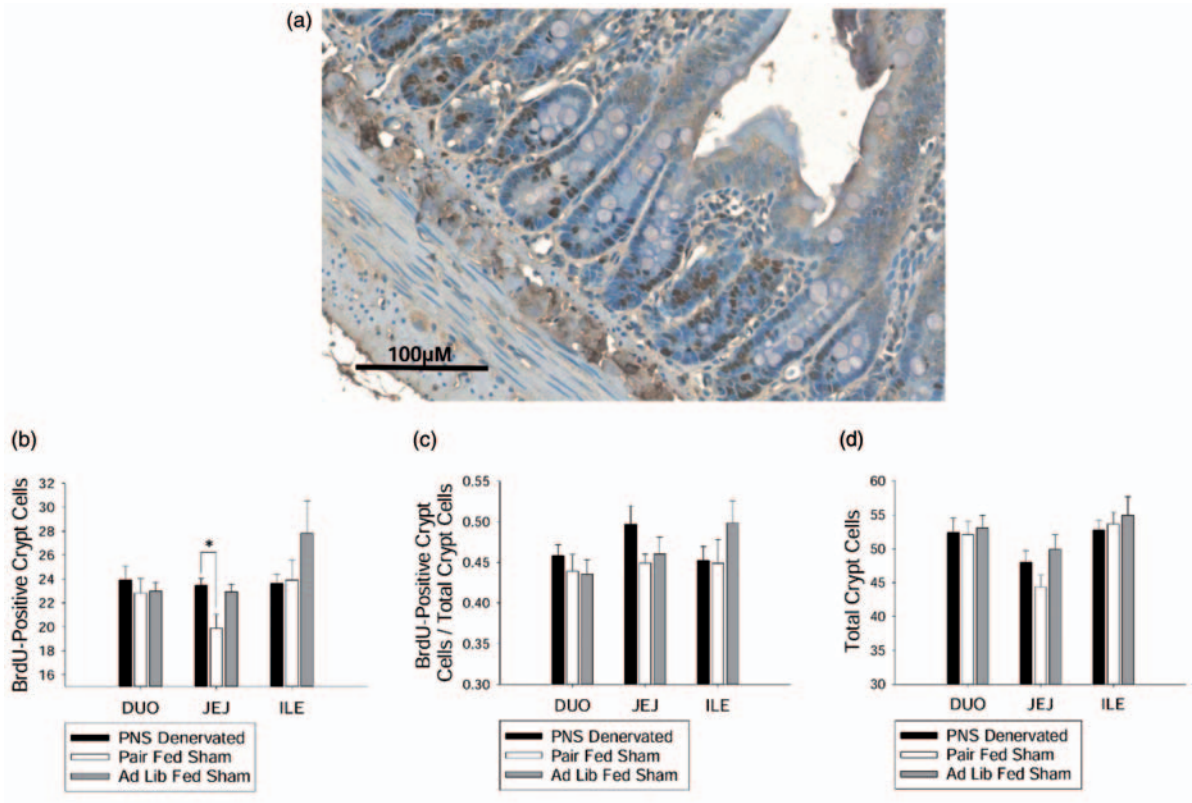 (a)
100µM
(b)
(c)
(d)
BrdU-Positive Crypt Cells
32
30
28
26
24
22
20
18
16
*
DUO JEJ ILE
PNS Denervated
Pair Fed Sham
Ad Lib Fed Sham
BrdU-Positive Crypt
Cells / Total Crypt Cells
0.55
0.50
0.45
0.40
0.30
DUO JEJ ILE
PNS Denervated
Pair Fed Sham
Ad Lib Fed Sham
Total Crypt Cells
60
55
50
45
40
35
30
DUO JEJ ILE
PNS Denervated
Pair Fed Sham
Ad Lib Fed Sham